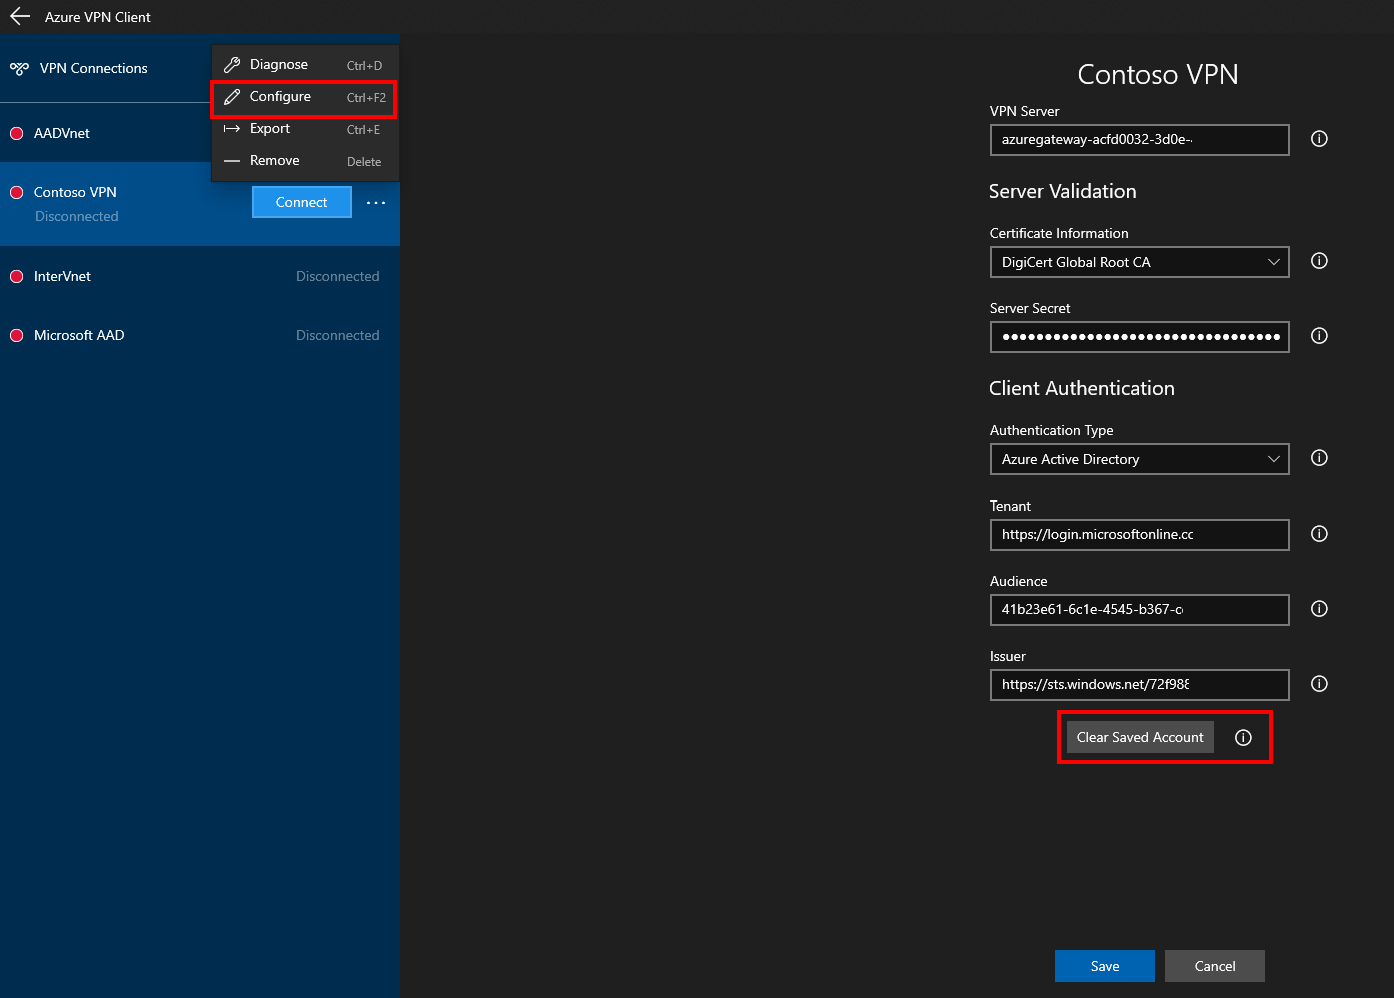 Azure VPN Client
VPN Connections
Diagnose Ctrl+D
Configure Ctrl+F2
Export Ctrl+E
Remove Delete
AADVnet
Contoso VPN
Disconnected
Connect
InterVnet Disconnected
Microsoft AAD Disconnected
Contoso VPN
VPN Server
azuregateway-acfd0032-3d0e-
Server Validation
Certificate Information
DigiCert Global Root CA
Server Secret
Client Authentication
Authentication Type
Azure Active Directory
Tenant
https://login.microsoftonline.cc
Audience
41b23e61-6c1e-4545-b367-c
Issuer
https://sts.windows.net/72f988
Clear Saved Account
Save Cancel